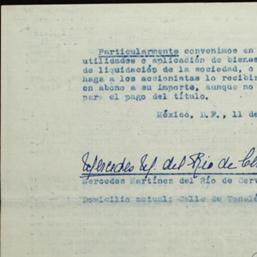 Particularmente convenimos en
utilidades o aplicación de bienes
de liquidación de la sociedad, o
haga a los accionistas lo recibir
en abono a su importe, aunque no
para el pago del título.
México, D. F., 11 de
Mercedes M. del Río de
Mercedes Martínez del Río de Cerv
Domicilio actual: Calle de Tonalá